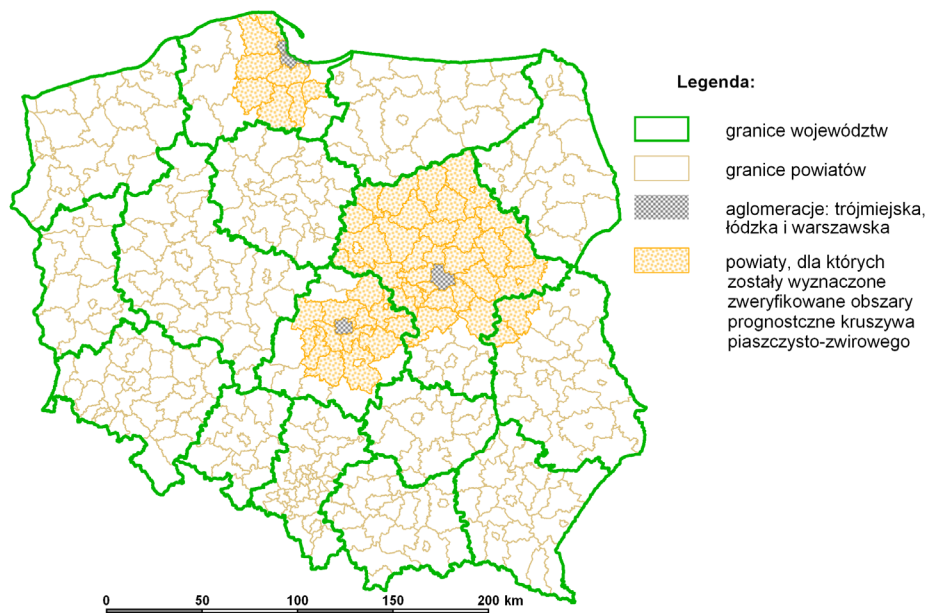 Legenda:
granice województw
granice powiatów
aglomeracje: trójmiejska,
łódzka i warszawska
powiaty, dla których
zostały wyznaczone
zweryfikowane obszary
prognostczne kruszywa
piaszczysto-zwirowego
0 50 100 150 200 km